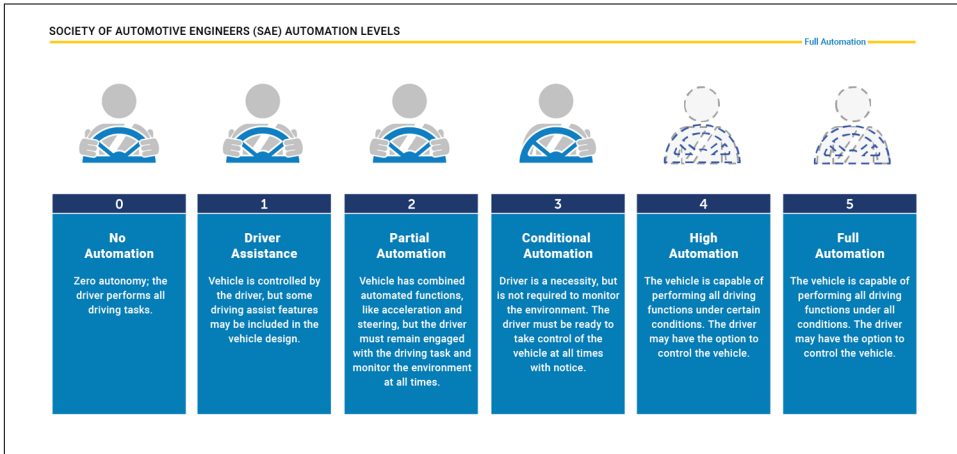 SOCIETY OF AUTOMOTIVE ENGINEERS (SAE) AUTOMATION LEVELS
Full Automation
0
No
Automation
Zero autonomy; the
driver performs all
driving tasks.
1
Driver
Assistance
Vehicle is controlled by
the driver, but some
driving assist features
may be included in the
vehicle design.
2
Partial
Automation
Vehicle has combined
automated functions,
like acceleration and
steering, but the driver
must remain engaged
with the driving task and
monitor the environment
at all times.
3
Conditional
Automation
Driver is a necessity, but
is not required to monitor
the environment. The
driver must be ready to
take control of the
vehicle at all times
with notice.
4
High
Automation
The vehicle is capable of
performing all driving
functions under certain
conditions. The driver
may have the option to
control the vehicle.
5
Full
Automation
The vehicle is capable of
performing all driving
functions under all
conditions. The driver
may have the option to
control the vehicle.